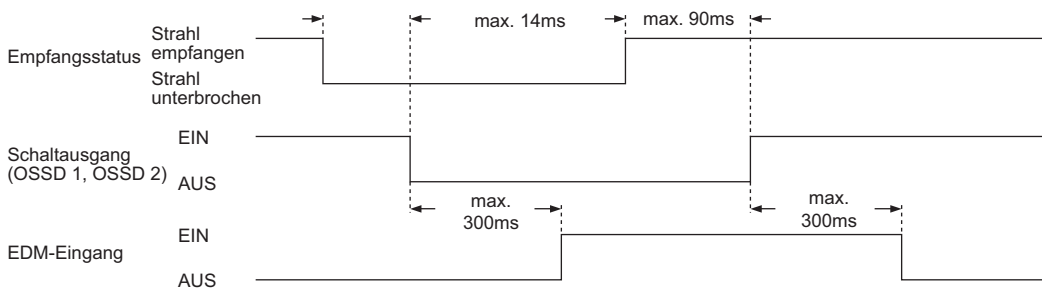 max. 14ms
max. 90ms
Empfangsstatus
Strahl
empfangen
Strahl
unterbrochen
Schaltausgang
(OSSD 1, OSSD 2)
EIN
AUS
max.
300ms
max.
300ms
EDM-Eingang
EIN
AUS